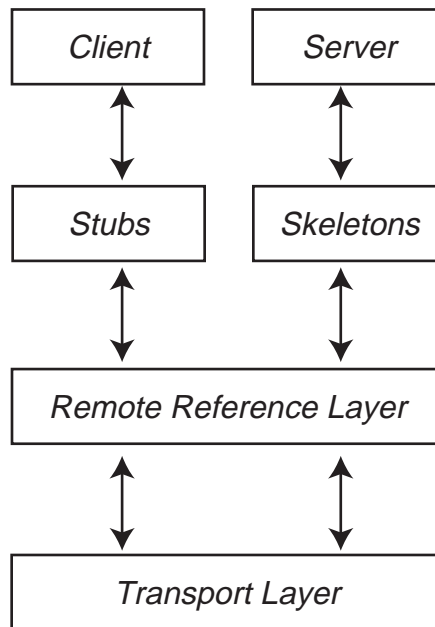 Client
Server
Stubs
Skeletons
Remote Reference Layer
Transport Layer